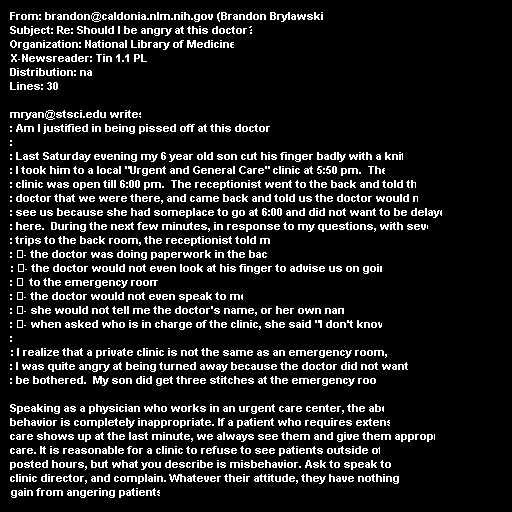 From: brandon@caldonia.nlm.nih.gov (Brandon Brylawski
Subject: Re: Should I be angry at this doctor?
Organization: National Library of Medicine
X-Newsreader: Tin 1.1 PL
Distribution: na
Lines: 30

mryan@stsci.edu writes
: Am I justified in being pissed off at this doctor
:
: Last Saturday evening my 6 year old son cut his finger badly with a knif
: I took him to a local "Urgent and General Care" clinic at 5:50 pm.  The
: clinic was open till 6:00 pm.  The receptionist went to the back and told th
: doctor that we were there, and came back and told us the doctor would n
: see us because she had someplace to go at 6:00 and did not want to be delaye
: here.  During the next few minutes, in response to my questions, with seve
: trips to the back room, the receptionist told m
: - the doctor was doing paperwork in the bac
: - the doctor would not even look at his finger to advise us on goin
: to the emergency room
: - the doctor would not even speak to me
: - she would not tell me the doctor's name, or her own nam
: - when asked who is in charge of the clinic, she said "I don't know
:
: I realize that a private clinic is not the same as an emergency room,
: I was quite angry at being turned away because the doctor did not want
: be bothered.  My son did get three stitches at the emergency roo

Speaking as a physician who works in an urgent care center, the abo
behavior is completely inappropriate. If a patient who requires extens
care shows up at the last minute, we always see them and give them appropr
care. It is reasonable for a clinic to refuse to see patients outside of
posted hours, but what you describe is misbehavior. Ask to speak to
clinic director, and complain. Whatever their attitude, they have nothing
gain from angering patients